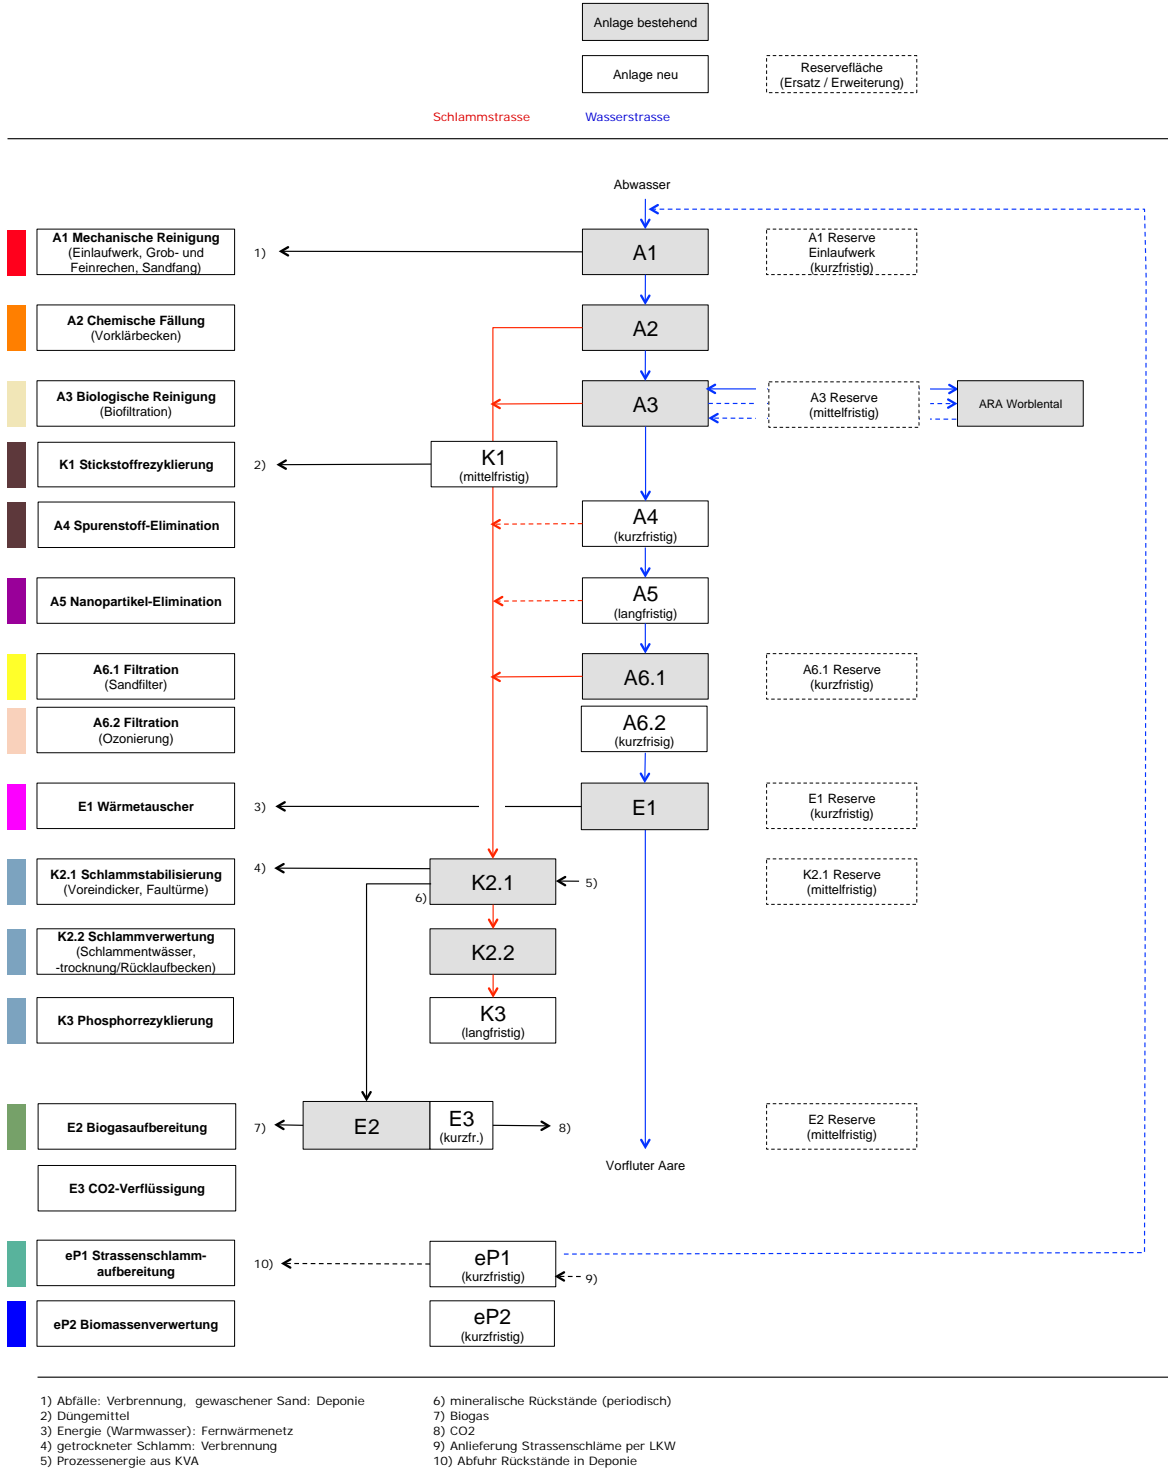 Anlage bestehend
Anlage neu
Reservefläche
(Ersatz / Erweiterung)
Schlammstrasse
Wasserstrasse
Abwasser
A1 Mechanische Reinigung
(Einlaufwerk, Grob- und
Feinrechen, Sandfang)
1)
A1
A1 Reserve
Einlaufwerk
(kurzfristig)
A2 Chemische Fällung
(Vorklärbecken)
A2
A3 Biologische Reinigung
(Biofiltration)
A3
A3 Reserve
(mittelfristig)
ARA Worblental
K1 Stickstoffrezyklierung
2)
K1
(mittelfristig)
A4 Spurenstoff-Elimination
A4
(kurzfristig)
A5 Nanopartikel-Elimination
A5
(langfristig)
A6.1 Filtration
(Sandfilter)
A6.1
A6.1 Reserve
(kurzfristig)
A6.2 Filtration
(Ozonierung)
A6.2
(kurzfrisig)
E1 Wärmetauscher
3)
E1
E1 Reserve
(kurzfristig)
K2.1 Schlammstabilisierung
(Voreindicker, Faultürme)
4)
6)
K2.1
5)
K2.1 Reserve
(mittelfristig)
K2.2 Schlammverwertung
(Schlammentwässer,
-trocknung/Rücklaufbecken)
K2.2
K3 Phosphorrezyklierung
K3
(langfristig)
E2 Biogasaufbereitung
7)
E2
E3
(kurzfr.)
8)
E2 Reserve
(mittelfristig)
Vorfluter Aare
E3 CO2-Verflüssigung
eP1 Strassenschlamm-
aufbereitung
10)
eP1
(kurzfristig)
9)
eP2 Biomassenverwertung
eP2
(kurzfristig)
1) Abfälle: Verbrennung, gewaschener Sand: Deponie
2) Düngemittel
3) Energie (Warmwasser): Fernwärmenetz
4) getrockneter Schlamm: Verbrennung
5) Prozessenergie aus KVA
6) mineralische Rückstände (periodisch)
7) Biogas
8) CO2
9) Anlieferung Strassenschläme per LKW
10) Abfuhr Rückstände in Deponie